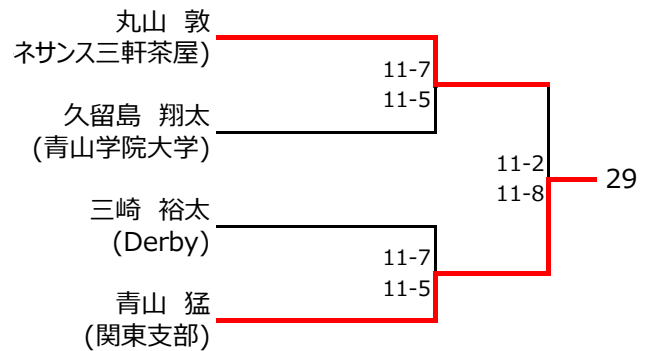 丸山 敦
ネサンス三軒茶屋)
11-7
11-5
久留島 翔太
(青山学院大学)
11-2
11-8
29
三崎 裕太
(Derby)
11-7
11-5
青山 猛
(関東支部)